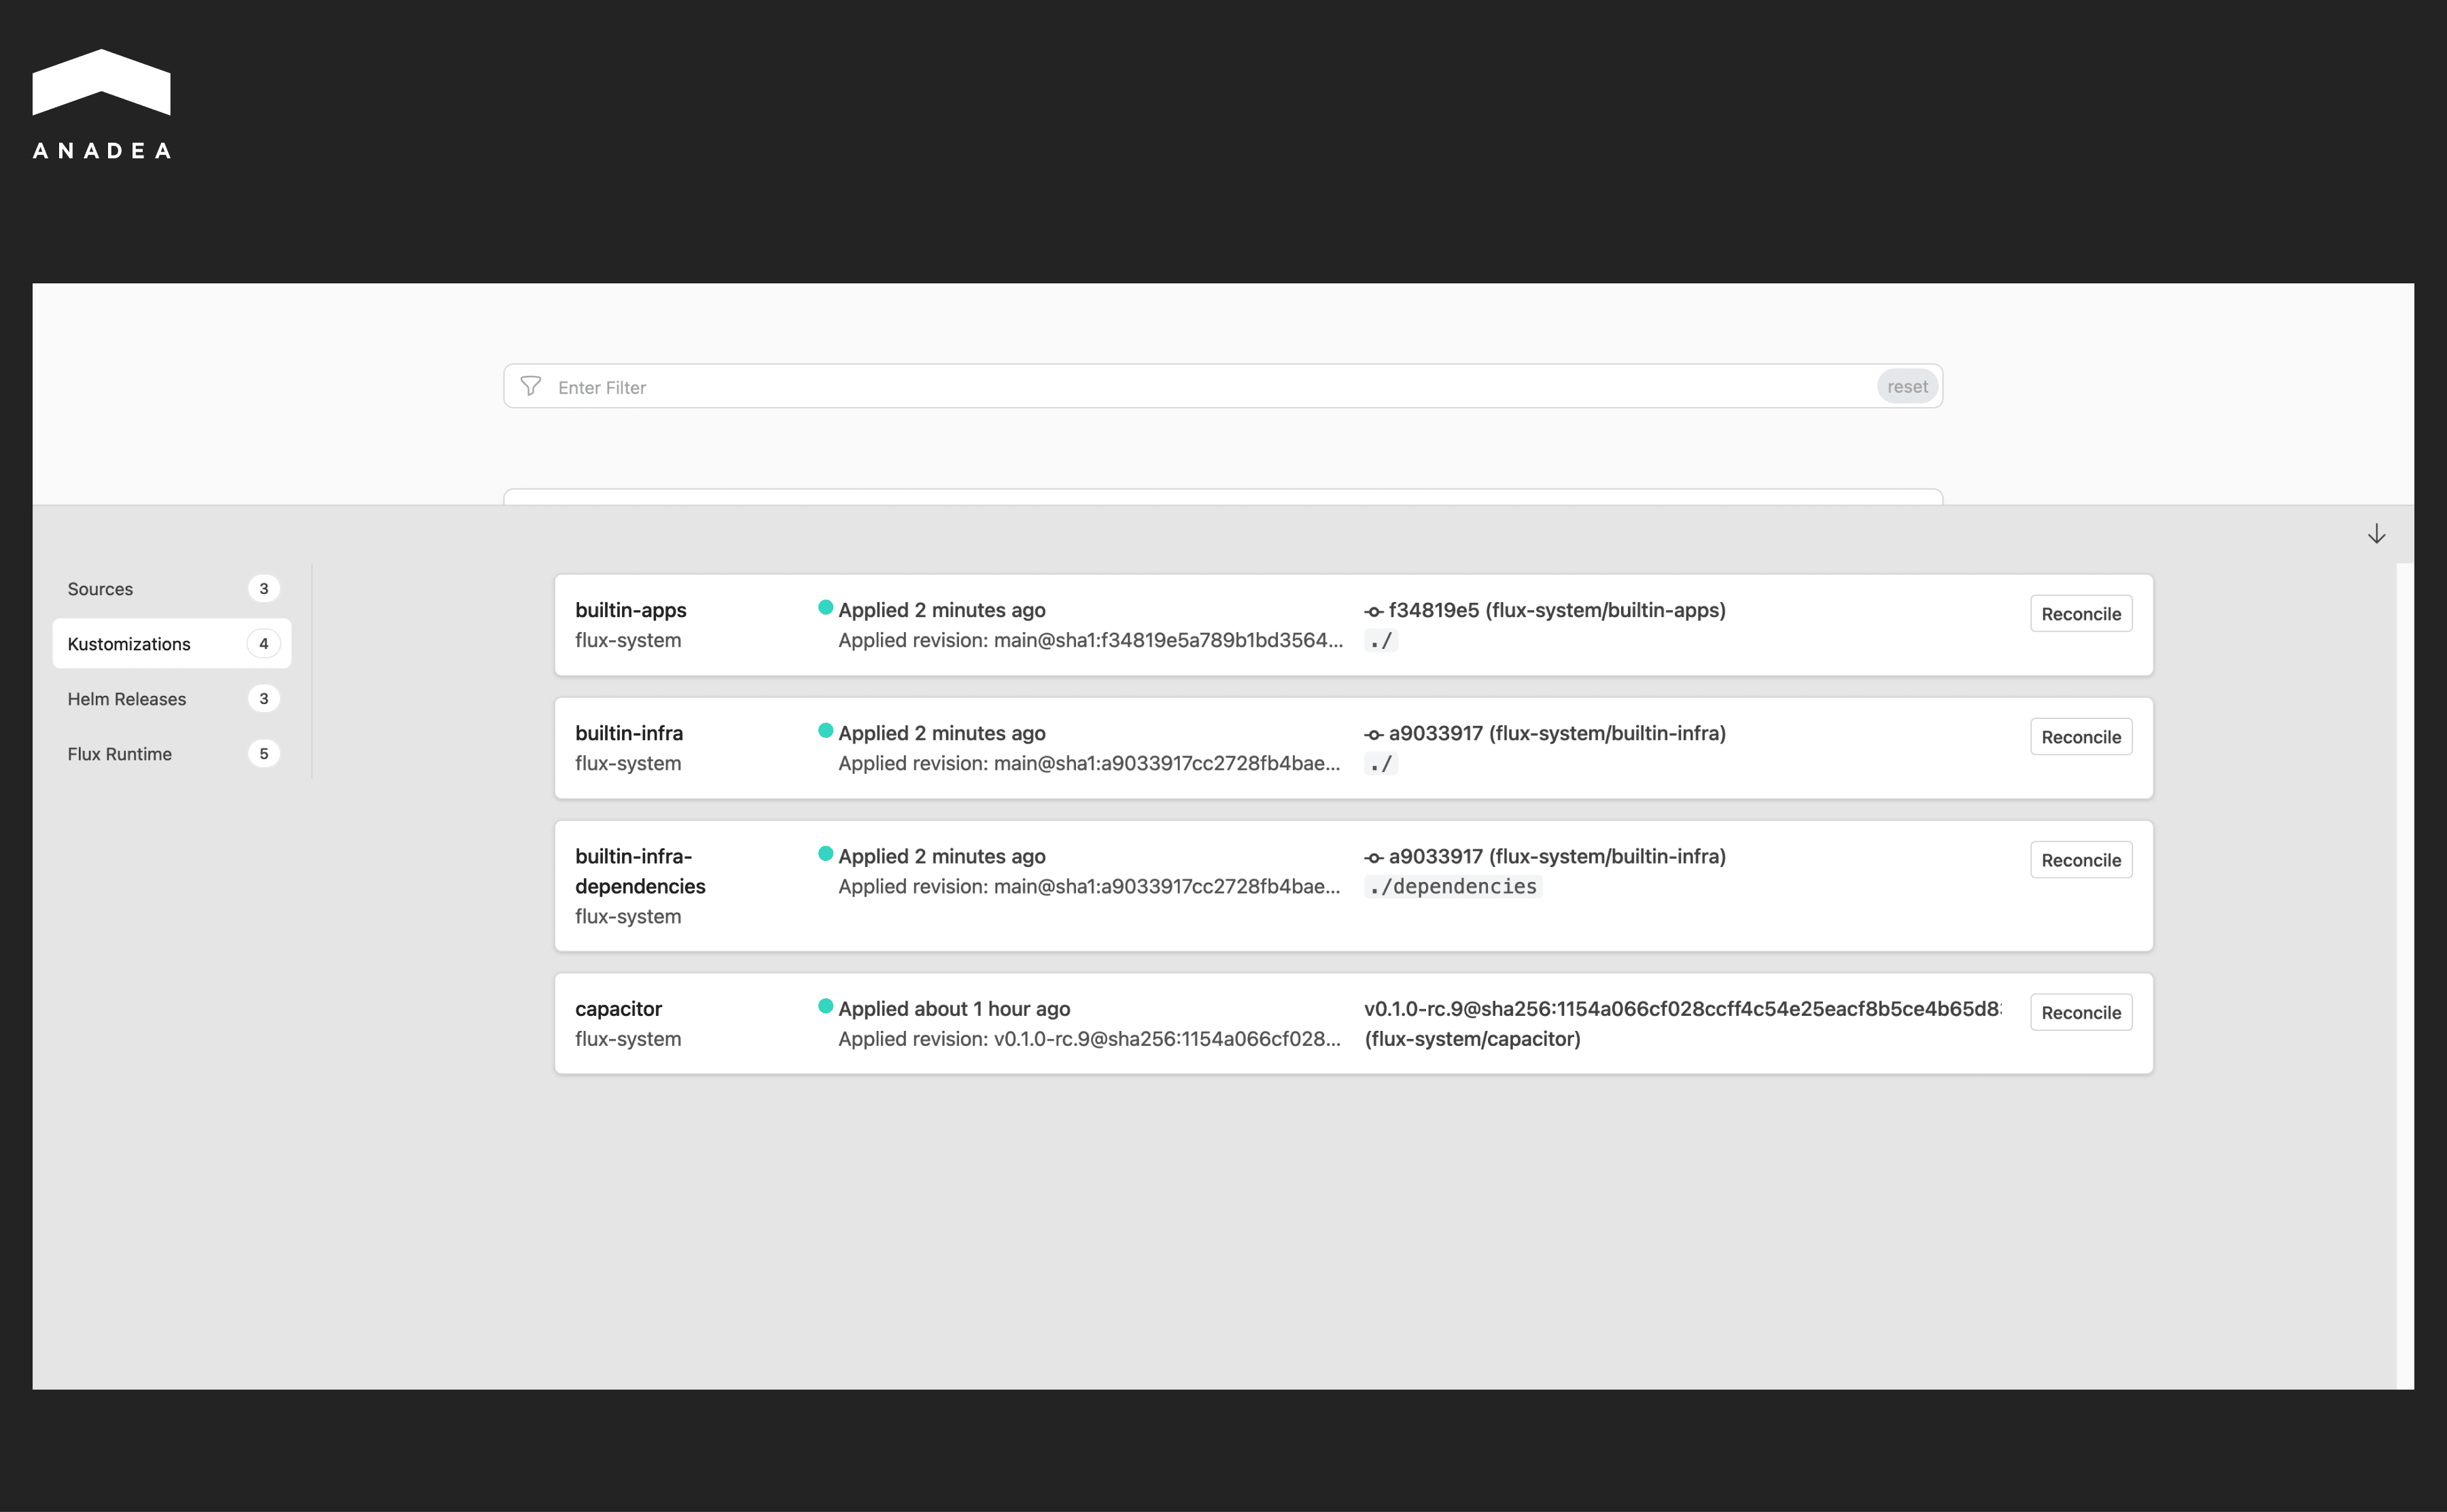 ANADEA
Enter Filter
reset
Sources 3
Kustomizations 4
Helm Releases 3
Flux Runtime 5
builtin-apps
flux-system
Applied 2 minutes ago
Applied revision: main@sha1:f34819e5a789b1bd3564...
f34819e5 (flux-system/builtin-apps)
./
Reconcile
builtin-infra
flux-system
Applied 2 minutes ago
Applied revision: main@sha1:a9033917cc2728fb4bae...
a9033917 (flux-system/builtin-infra)
./
Reconcile
builtin-infra-
dependencies
flux-system
Applied 2 minutes ago
Applied revision: main@sha1:a9033917cc2728fb4bae...
a9033917 (flux-system/builtin-infra)
./dependencies
Reconcile
capacitor
flux-system
Applied about 1 hour ago
Applied revision: v0.1.0-rc.9@sha256:1154a066cf028...
v0.1.0-rc.9@sha256:1154a066cf028ccff4c54e25eacf8b5ce4b65d8
(flux-system/capacitor)
Reconcile